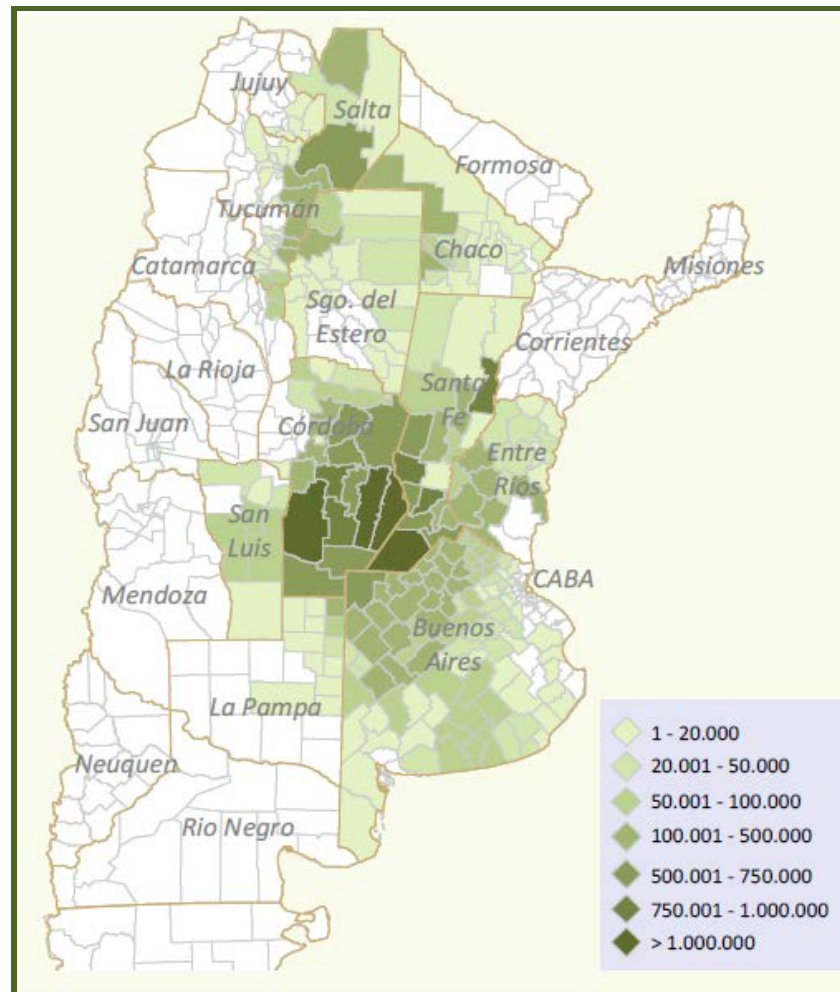 Jujuy
Salta
Formosa
Tucumán
Chaco
Misiones
Catamarca
Sgo. del
Estero
Corrientes
La Rioja
Santa
Fe
San Juan
Córdoba
Entre
Ríos
San
Luis
CABA
Mendoza
Buenos
Aires
La Pampa
Neuquen
Rio Negro
1 - 20.000
20.001 - 50.000
50.001 - 100.000
100.001 - 500.000
500.001 - 750.000
750.001 - 1.000.000
> 1.000.000